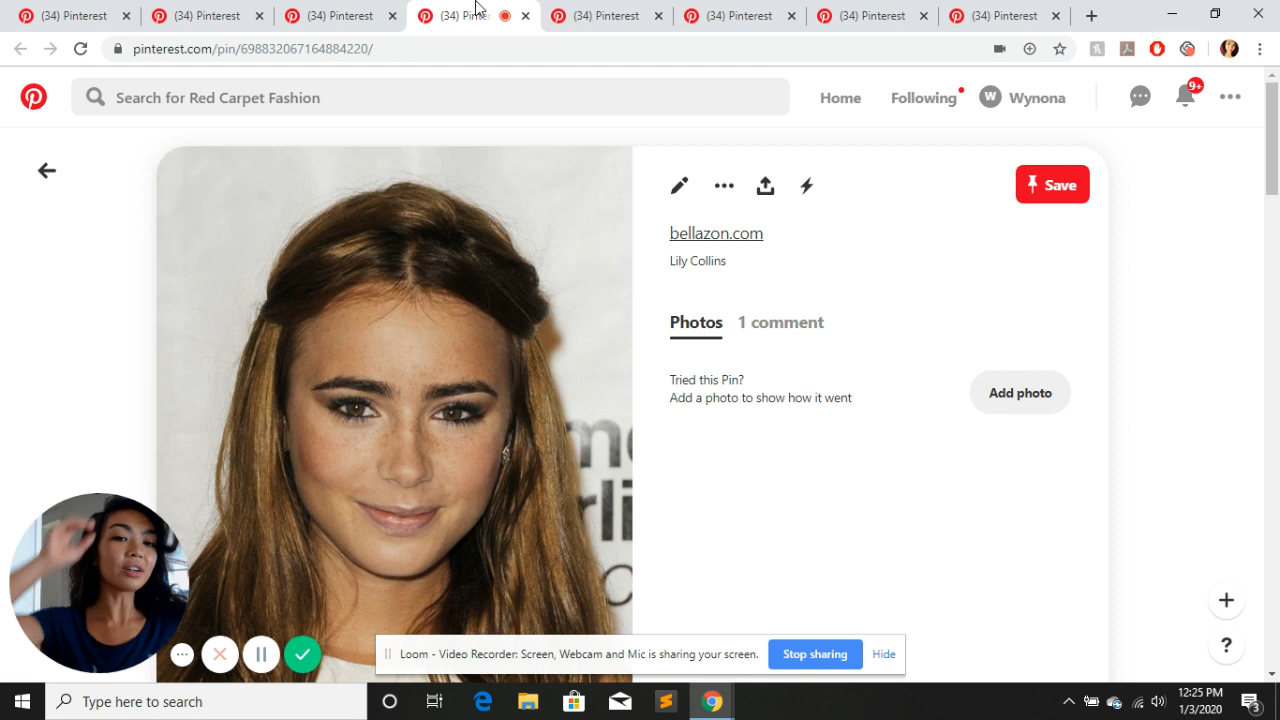 (34) Pinterest
(34) Pinterest
(34) Pinterest
(34) Pint
(34) Pinterest
(34) Pinterest
(34) Pinterest
(34) Pinterest
pinterest.com/pin/698832067164884220/
Search for Red Carpet Fashion
Home
Following
W
Wynona
9+
Save
bellazon.com
Lily Collins
Photos
1 comment
Tried this Pin?
Add a photo to show how it went
Add photo
Loom - Video Recorder: Screen, Webcam and Mic is sharing your screen.
Stop sharing
Hide
?
Type here to search
12:25 PM
1/3/2020
3